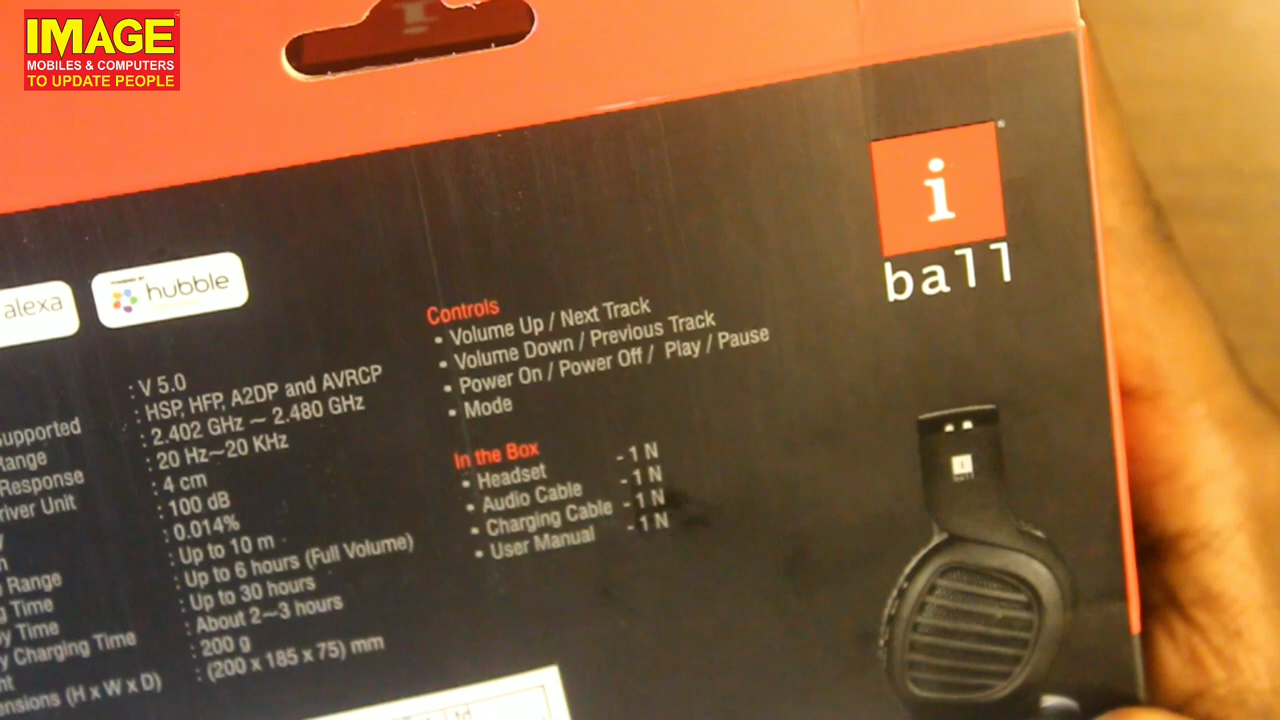 IMAGE
MOBILES & COMPUTERS
TO UPDATE PEOPLE
i
ball
alexa
hubble
: V 5.0
upported : HSP, HFP, A2DP and AVRCP
Range : 2.402 GHz ~ 2.480 GHz
Response : 20 Hz~20 KHz
river Unit : 4 cm
: 100 dB
: 0.014%
Range : Up to 10 m
Time : Up to 6 hours (Full Volume)
Time : Up to 30 hours
Charging Time : About 2~3 hours
: 200 g
ensions (H x W x D) : (200 x 185 x 75) mm
Controls
• Volume Up / Next Track
• Volume Down / Previous Track
• Power On / Power Off / Play / Pause
• Mode
In the Box
• Headset - 1 N
• Audio Cable - 1 N
• Charging Cable - 1 N
• User Manual - 1 N
i
ball